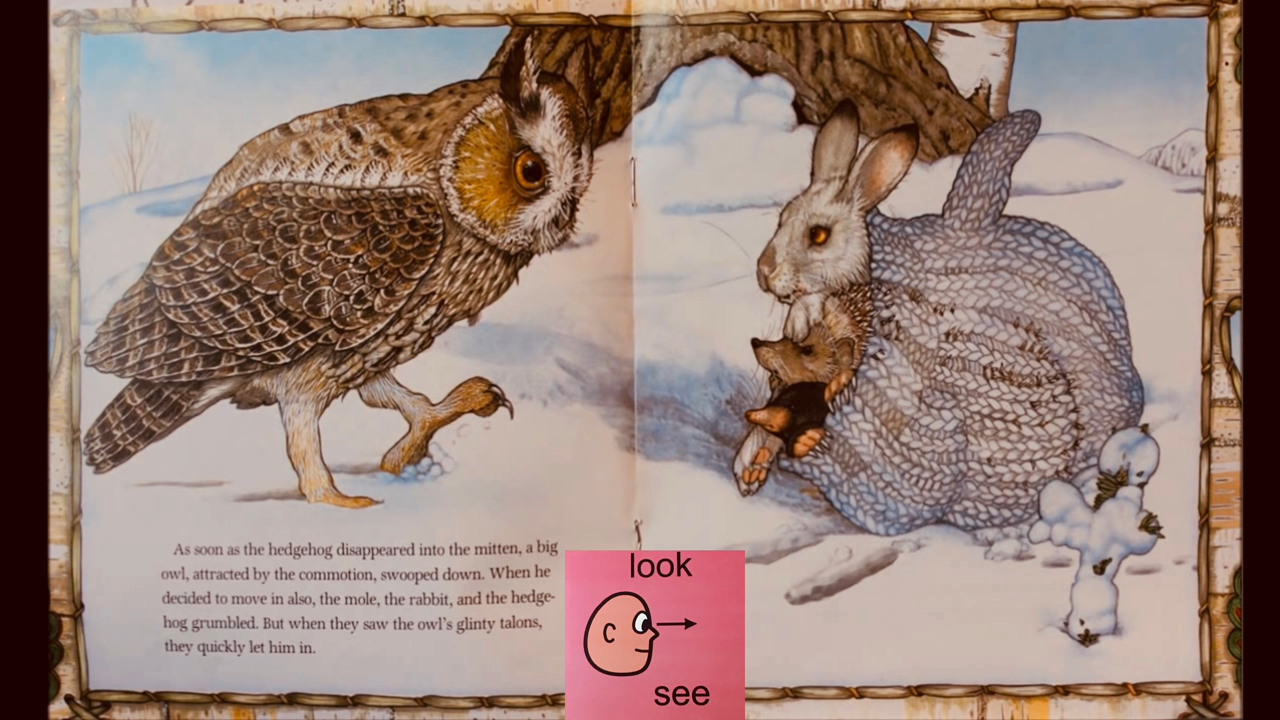 As soon as the hedgehog disappeared into the mitten, a big
owl, attracted by the commotion, swooped down. When he
decided to move in also, the mole, the rabbit, and the hedge-
hog grumbled. But when they saw the owl's glinty talons,
they quickly let him in.
look
see